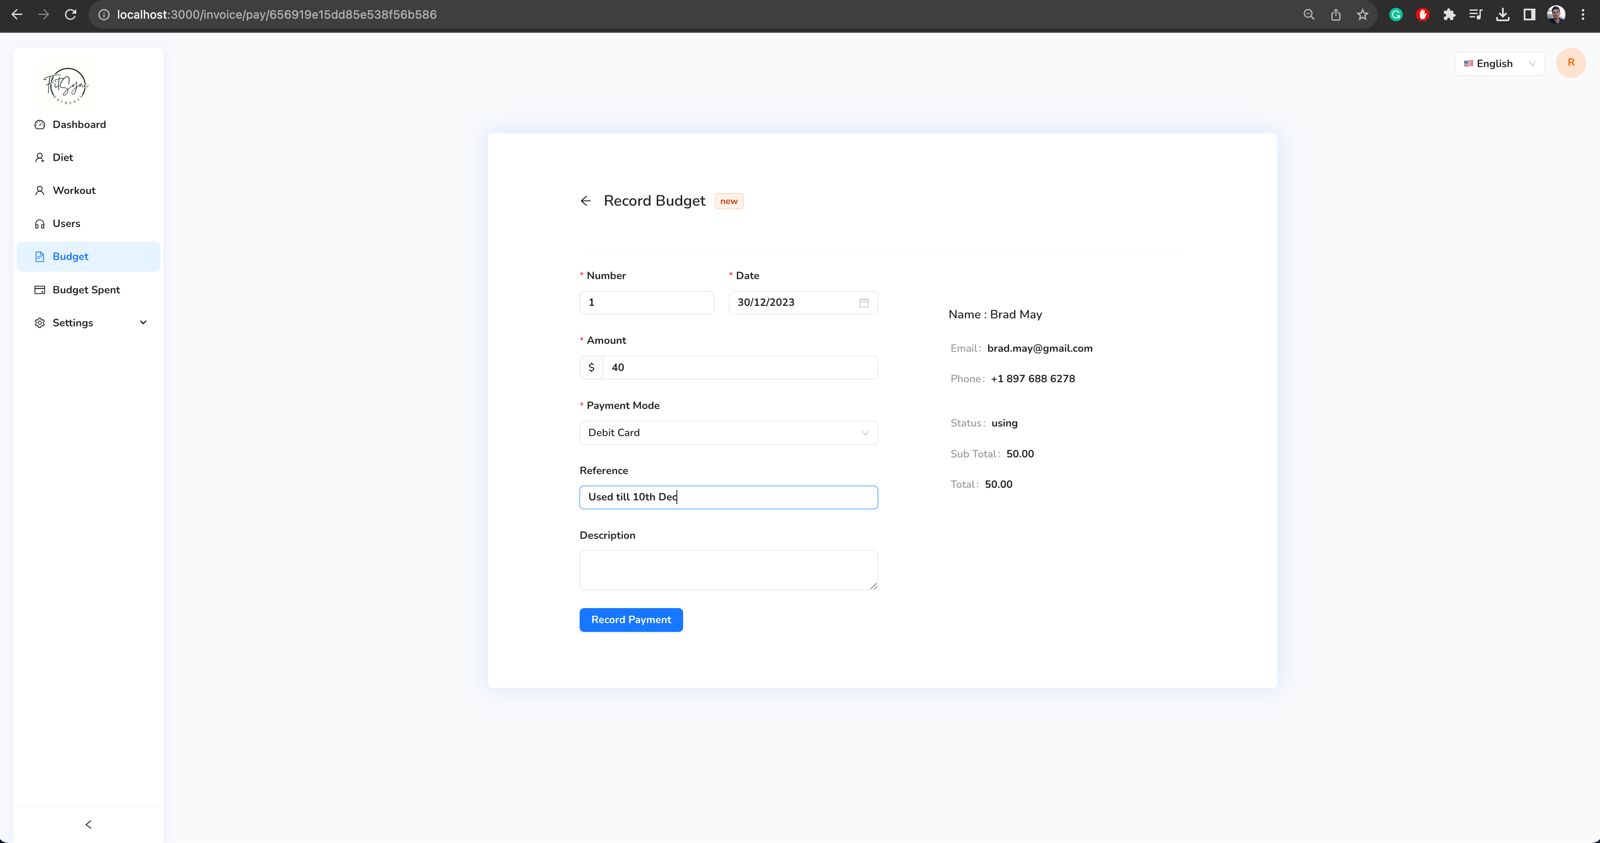 localhost:3000/invoice/pay/656919e15dd85e538f56b586
English
R
FitSync
Dashboard
Diet
Workout
Users
Budget
Budget Spent
Settings
Record Budget new
* Number * Date
1 30/12/2023
* Amount
$ 40
* Payment Mode
Debit Card
Reference
Used till 10th Dec
Description
Record Payment
Name : Brad May
Email: brad.may@gmail.com
Phone: +1 897 688 6278
Status: using
Sub Total: 50.00
Total: 50.00